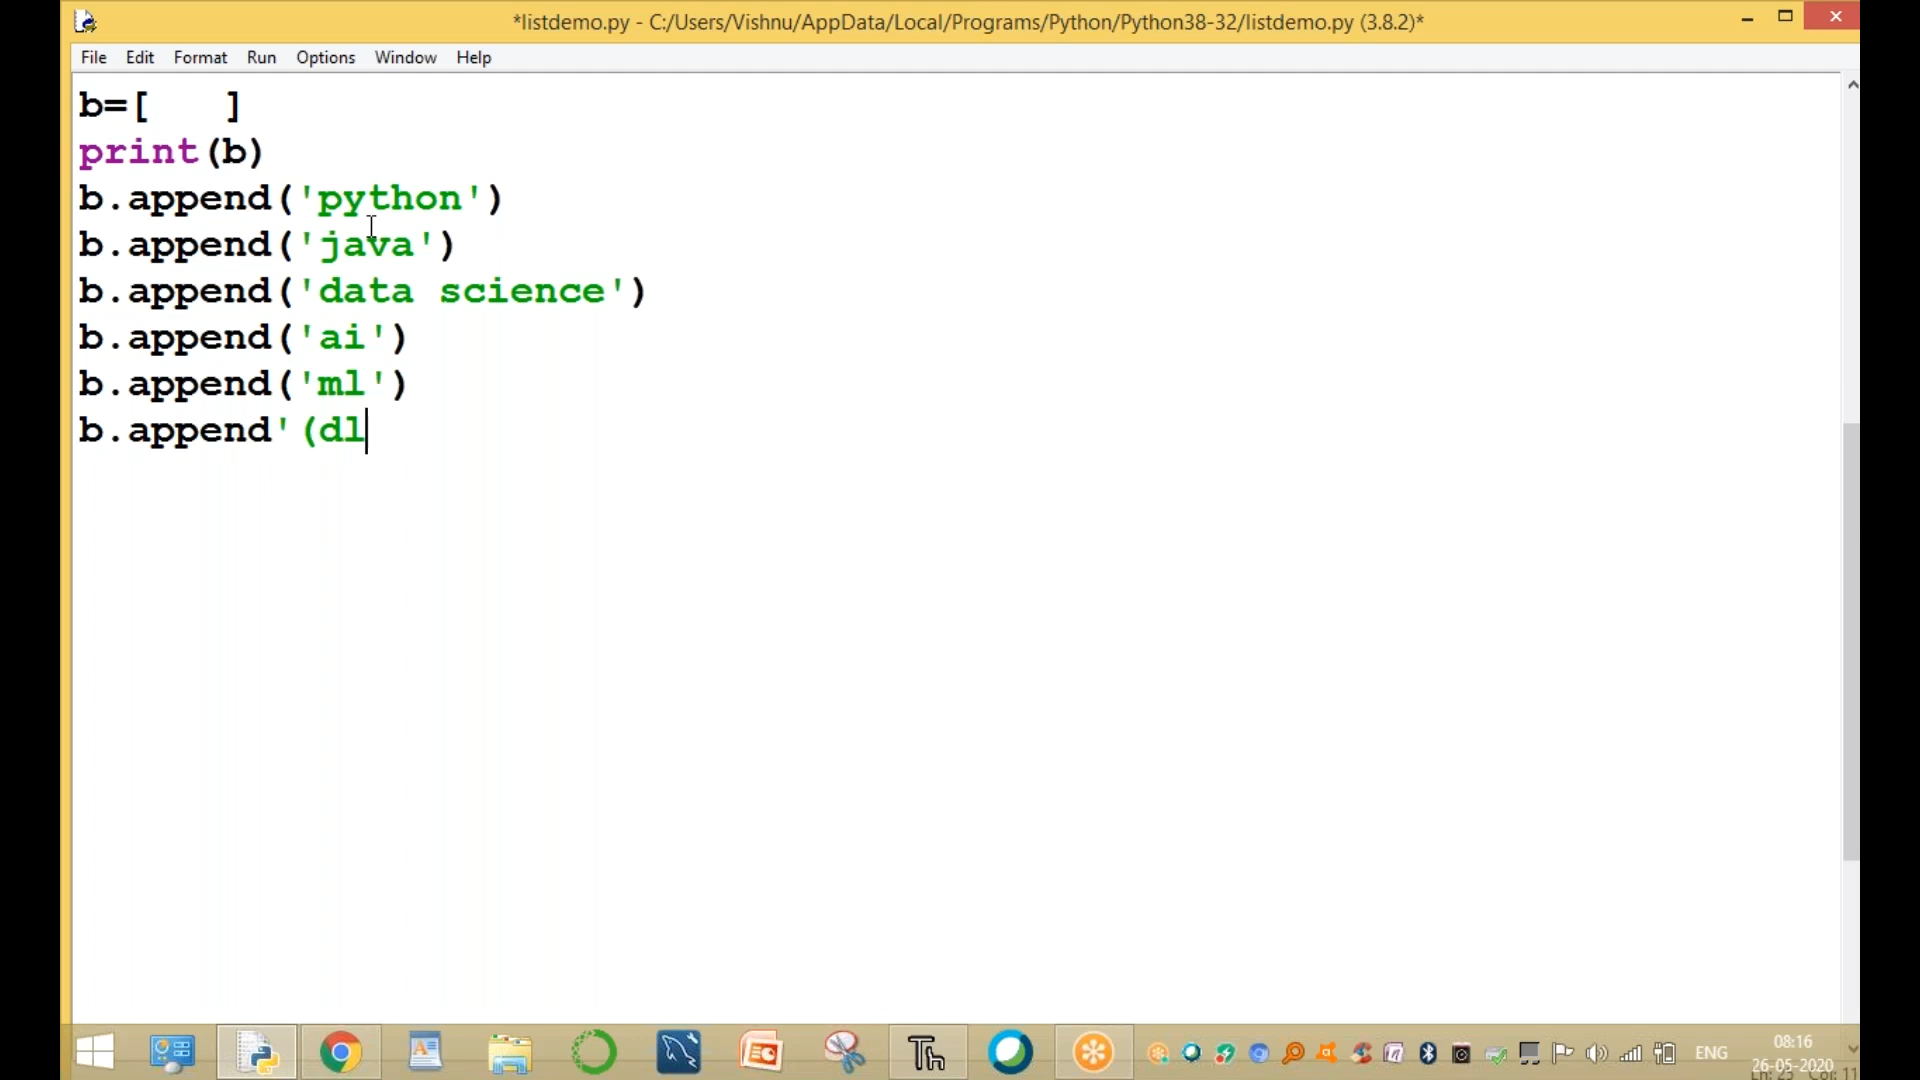 *listdemo.py - C:/Users/Vishnu/AppData/Local/Programs/Python/Python38-32/listdemo.py (3.8.2)*
File Edit Format Run Options Window Help
b=[   ]
print(b)
b.append('python')
b.append('java')
b.append('data science')
b.append('ai')
b.append('ml')
b.append'(dl
Th
ENG
08:16
26-05-2020